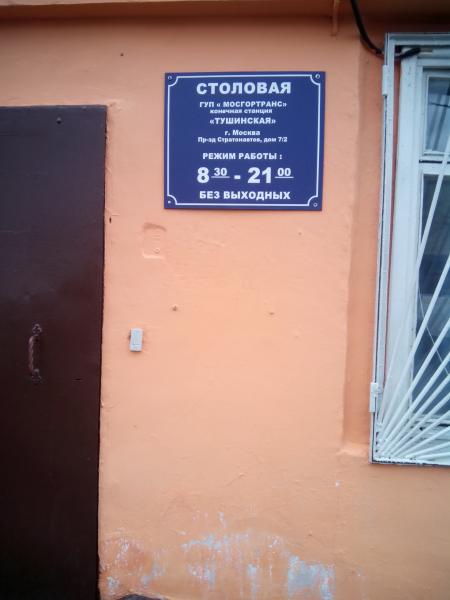 СТОЛОВАЯ
ГУП « МОСГОРТРАНС»
конечная станция
«ТУШИНСКАЯ»
г. Москва
Пр-зд Стратонавтов, дом 7/2
РЕЖИМ РАБОТЫ :
8 30 - 21 00
БЕЗ ВЫХОДНЫХ